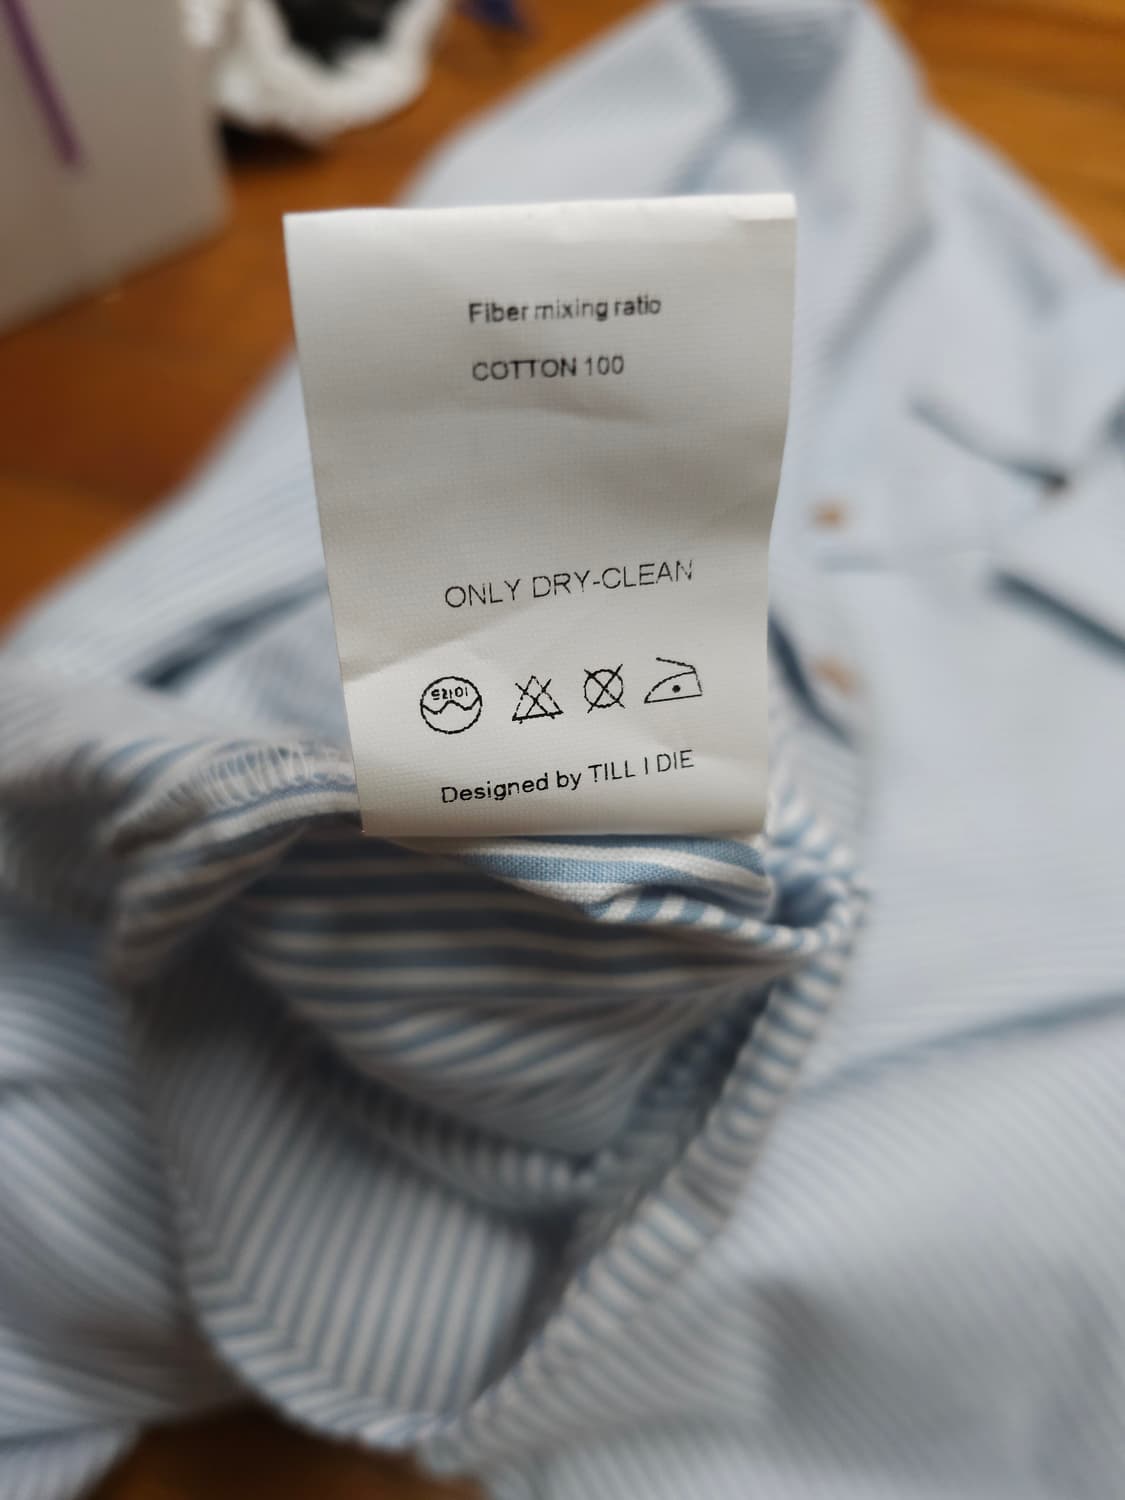 Fiber mixing ratio
COTTON 100
ONLY DRY-CLEAN
Designed by TILL I DIE